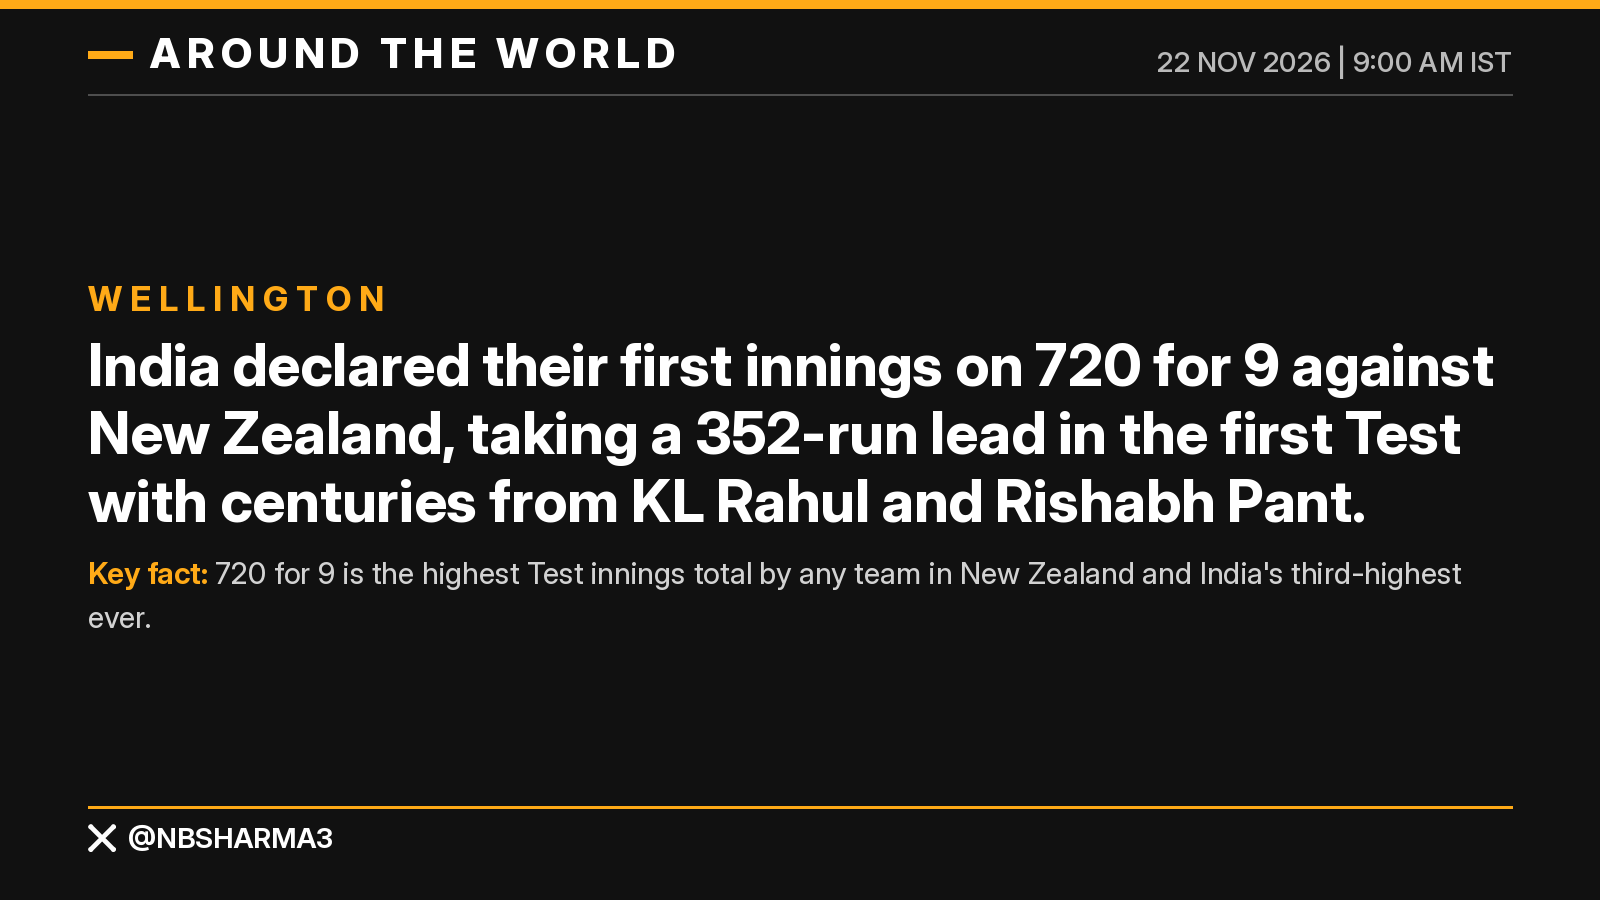 AROUND THE WORLD
22 NOV 2026 | 9:00 AM IST
WELLINGTON
India declared their first innings on 720 for 9 against
New Zealand, taking a 352-run lead in the first Test
with centuries from KL Rahul and Rishabh Pant.
Key fact: 720 for 9 is the highest Test innings total by any team in New Zealand and India's third-highest
ever.
@NBSHARMA3